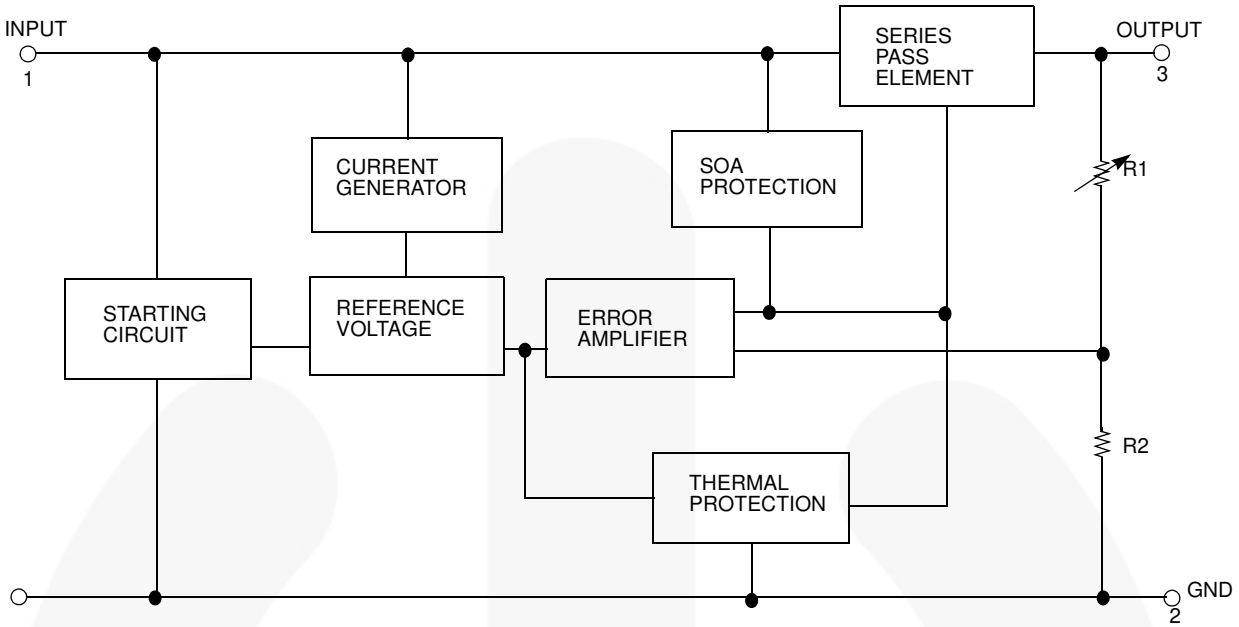 INPUT
1
SERIES
PASS
ELEMENT
OUTPUT
3
CURRENT
GENERATOR
SOA
PROTECTION
R1
STARTING
CIRCUIT
REFERENCE
VOLTAGE
ERROR
AMPLIFIER
R2
THERMAL
PROTECTION
GND
2